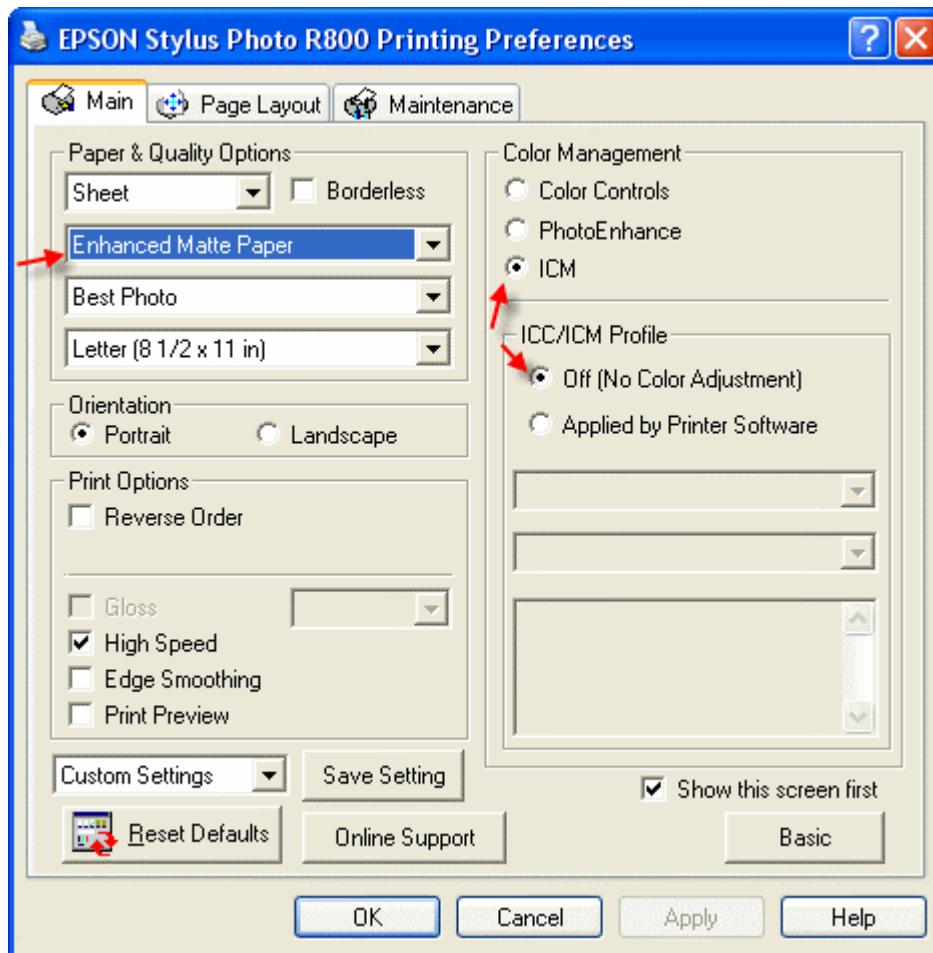 EPSON Stylus Photo R800 Printing Preferences
Main
Page Layout
Maintenance
Paper & Quality Options
Sheet
Borderless
Enhanced Matte Paper
Best Photo
Letter (8 1/2 x 11 in)
Orientation
Portrait
Landscape
Print Options
Reverse Order
Gloss
High Speed
Edge Smoothing
Print Preview
Custom Settings
Save Setting
Reset Defaults
Online Support
Color Management
Color Controls
PhotoEnhance
ICM
ICC/ICM Profile
Off (No Color Adjustment)
Applied by Printer Software
Show this screen first
Basic
OK
Cancel
Apply
Help